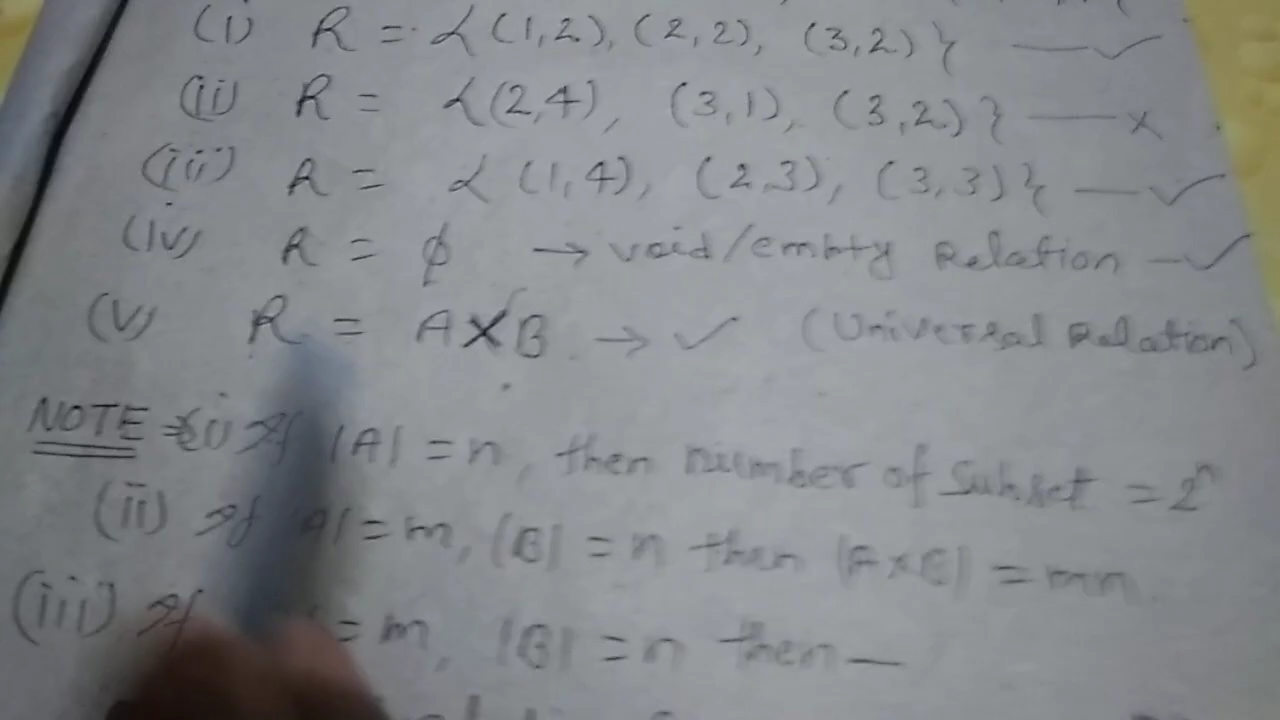 (i) R = {(1,2), (2,2), (3,2)} — ✓
(ii) R = {(2,4), (3,1), (3,2)} — ×
(iii) R = {(1,4), (2,3), (3,3)} — ✓
(iv) R = ϕ → void/empty Relation — ✓
(v) R = A×B → ✓ (Universal Relation)
NOTE (i) If |A| = n, then number of Subset = 2ⁿ
(ii) If |A| = m, |B| = n then |A×B| = mn
(iii) If = m, |B| = n then —